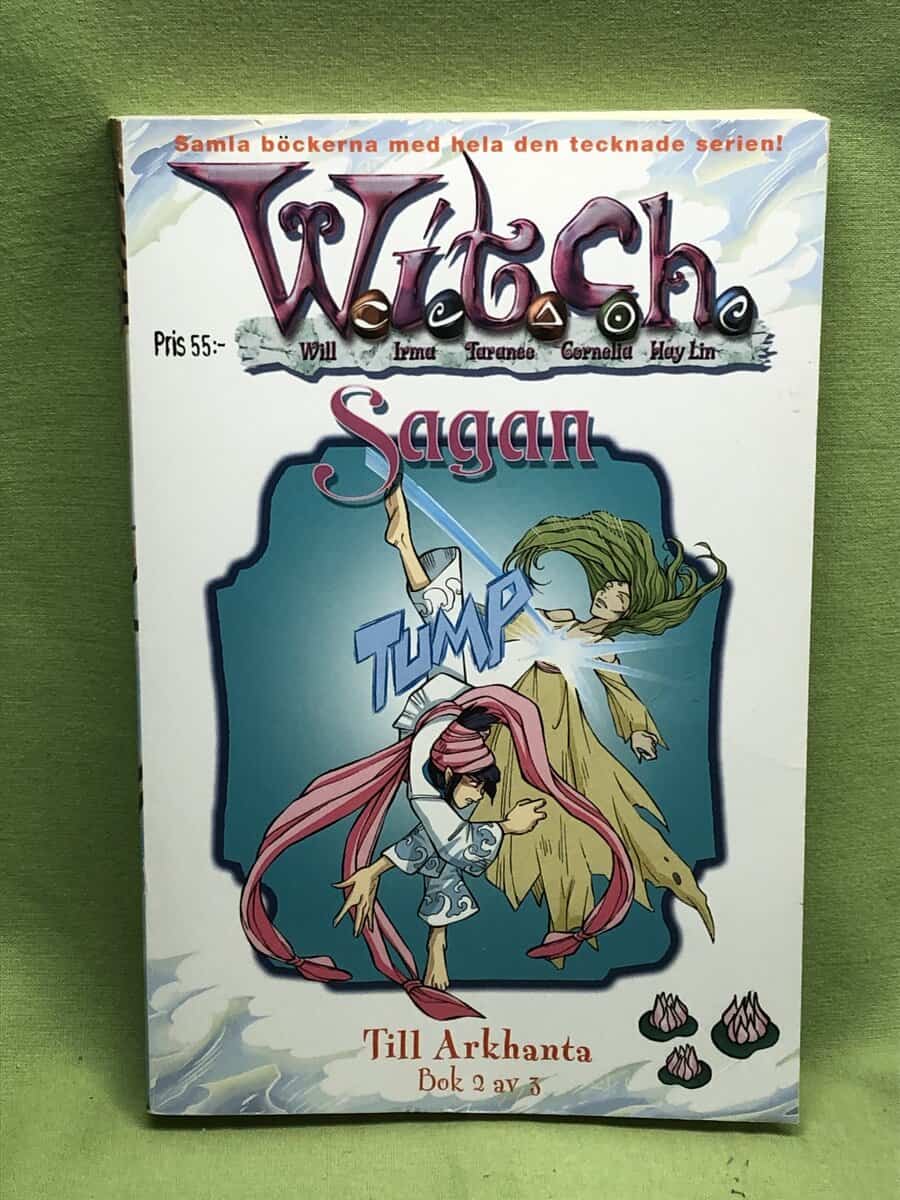 Samla böckerna med hela den tecknade serien!
W.i.t.c.h.
Pris 55:-
Will Irma Taranee Cornelia Hay Lin
Sagan
TUMP
Till Arkhanta
Bok 2 av 3